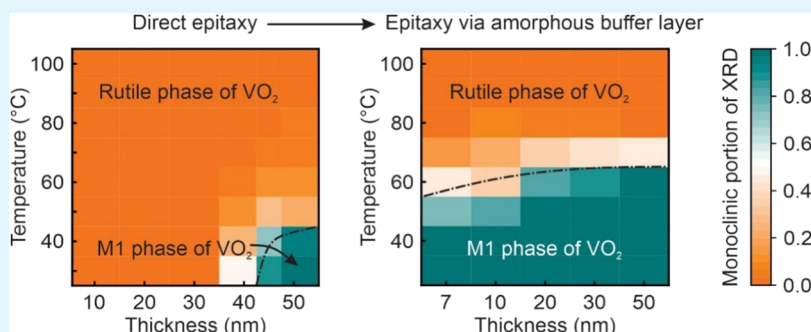 Direct epitaxy
Epitaxy via amorphous buffer layer
Temperature (°C)
100
80
60
40
Rutile phase of VO₂
M1 phase of VO₂
10 20 30 40 50
Thickness (nm)
Temperature (°C)
100
80
60
40
Rutile phase of VO₂
M1 phase of VO₂
7 10 20 30 50
Thickness (nm)
Monoclinic portion of XRD
1.0
0.8
0.6
0.4
0.2
0.0